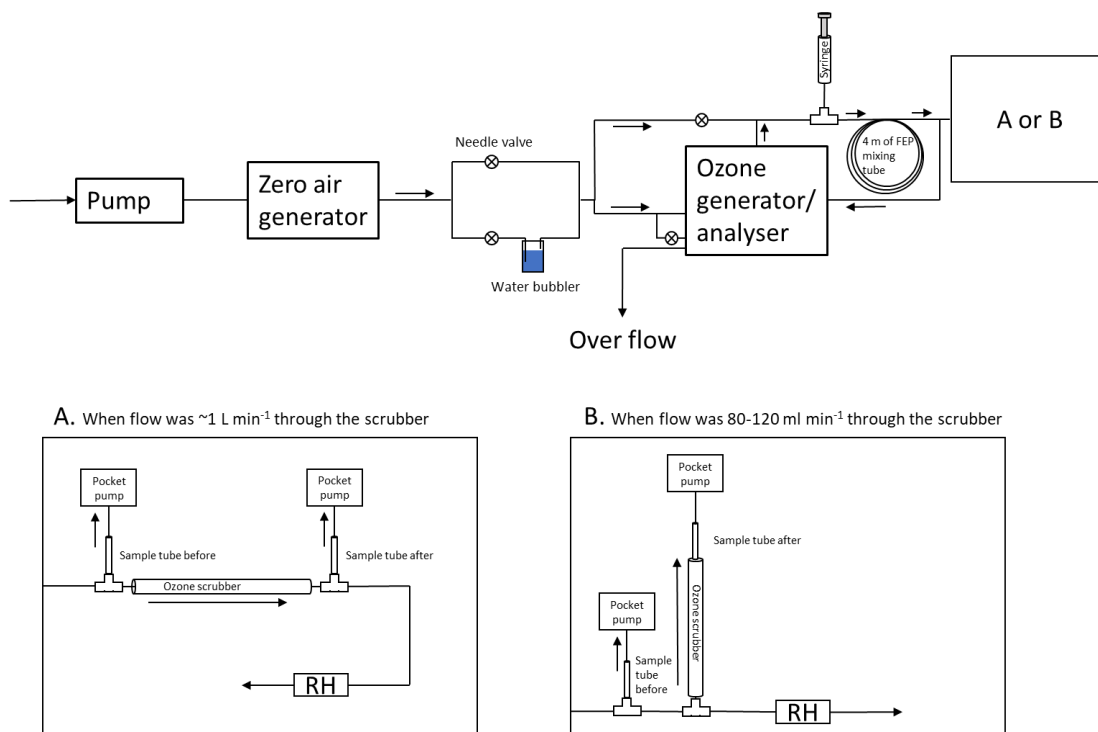 Syringe
Needle valve
A or B
4 m of FEP
mixing
tube
Pump
Zero air
generator
Ozone
generator/
analyser
Water bubbler
Over flow
A. When flow was ~1 L min⁻¹ through the scrubber
B. When flow was 80-120 ml min⁻¹ through the scrubber
Pocket
pump
Pocket
pump
Sample tube before
Sample tube after
Ozone scrubber
RH
Pocket
pump
Sample tube after
Ozone scrubber
Pocket
pump
Sample
tube
before
RH